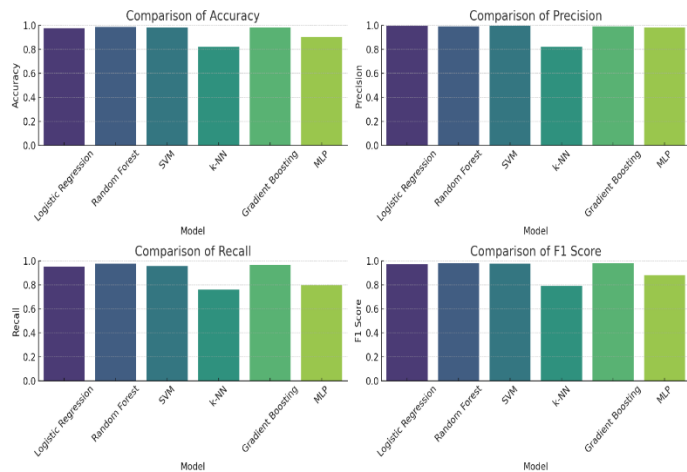 Comparison of Accuracy
Accuracy
1.0
0.8
0.6
0.4
0.2
0.0
Logistic Regression
Random Forest
SVM
k-NN
Gradient Boosting
MLP
Model
Comparison of Precision
Precision
1.0
0.8
0.6
0.4
0.2
0.0
Logistic Regression
Random Forest
SVM
k-NN
Gradient Boosting
MLP
Model
Comparison of Recall
Recall
1.0
0.8
0.6
0.4
0.2
0.0
Logistic Regression
Random Forest
SVM
k-NN
Gradient Boosting
MLP
Model
Comparison of F1 Score
F1 Score
1.0
0.8
0.6
0.4
0.2
0.0
Logistic Regression
Random Forest
SVM
k-NN
Gradient Boosting
MLP
Model